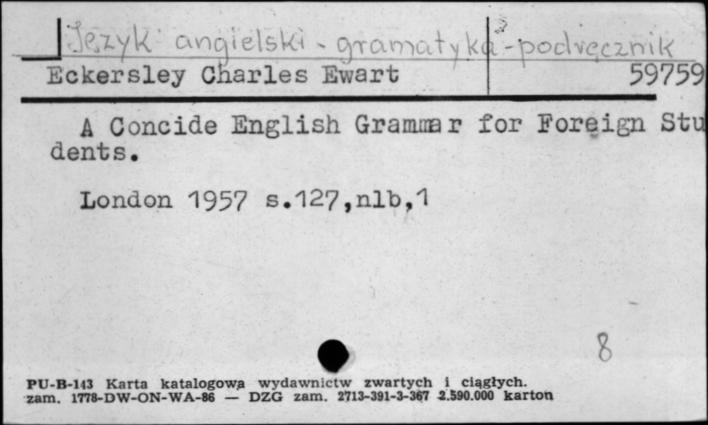 Język angielski - gramatyka - podręcznik
Eckersley Charles Ewart 59759
A Concide English Grammar for Foreign Stu
dents.
London 1957 s.127,nlb,1
8
PU-B-143 Karta katalogowa wydawnictw zwartych i ciągłych.
zam. 1778-DW-ON-WA-86 — DZG zam. 2713-391-3-367 2.590.000 karton